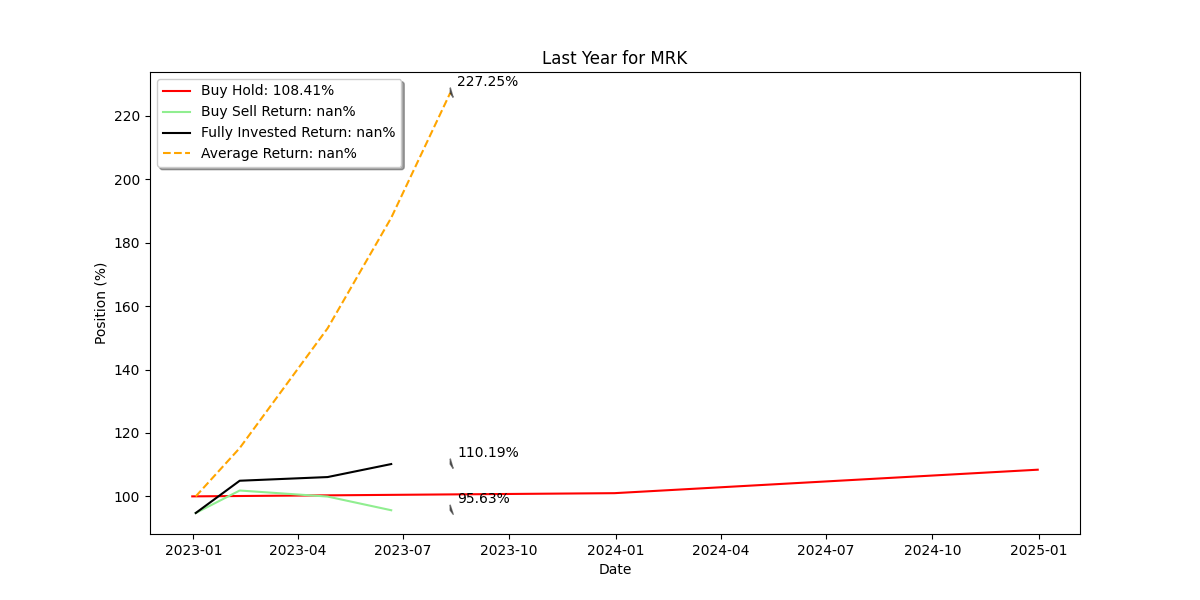 Last Year for MRK
Buy Hold: 108.41%
Buy Sell Return: nan%
Fully Invested Return: nan%
Average Return: nan%
227.25%
110.19%
95.63%
220
200
180
160
140
120
100
Position (%)
2023-01 2023-04 2023-07 2023-10 2024-01 2024-04 2024-07 2024-10 2025-01
Date